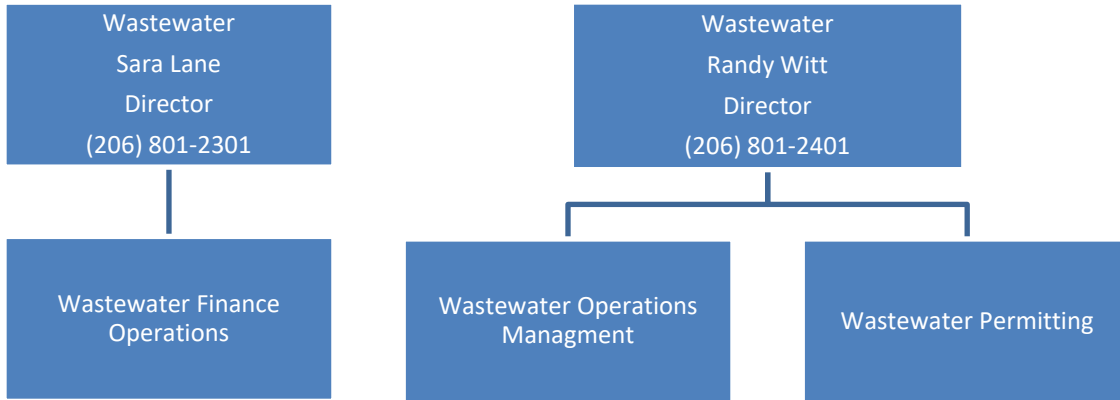 Wastewater
Sara Lane
Director
(206) 801-2301
Wastewater
Randy Witt
Director
(206) 801-2401
Wastewater Finance
Operations
Wastewater Operations
Managment
Wastewater Permitting